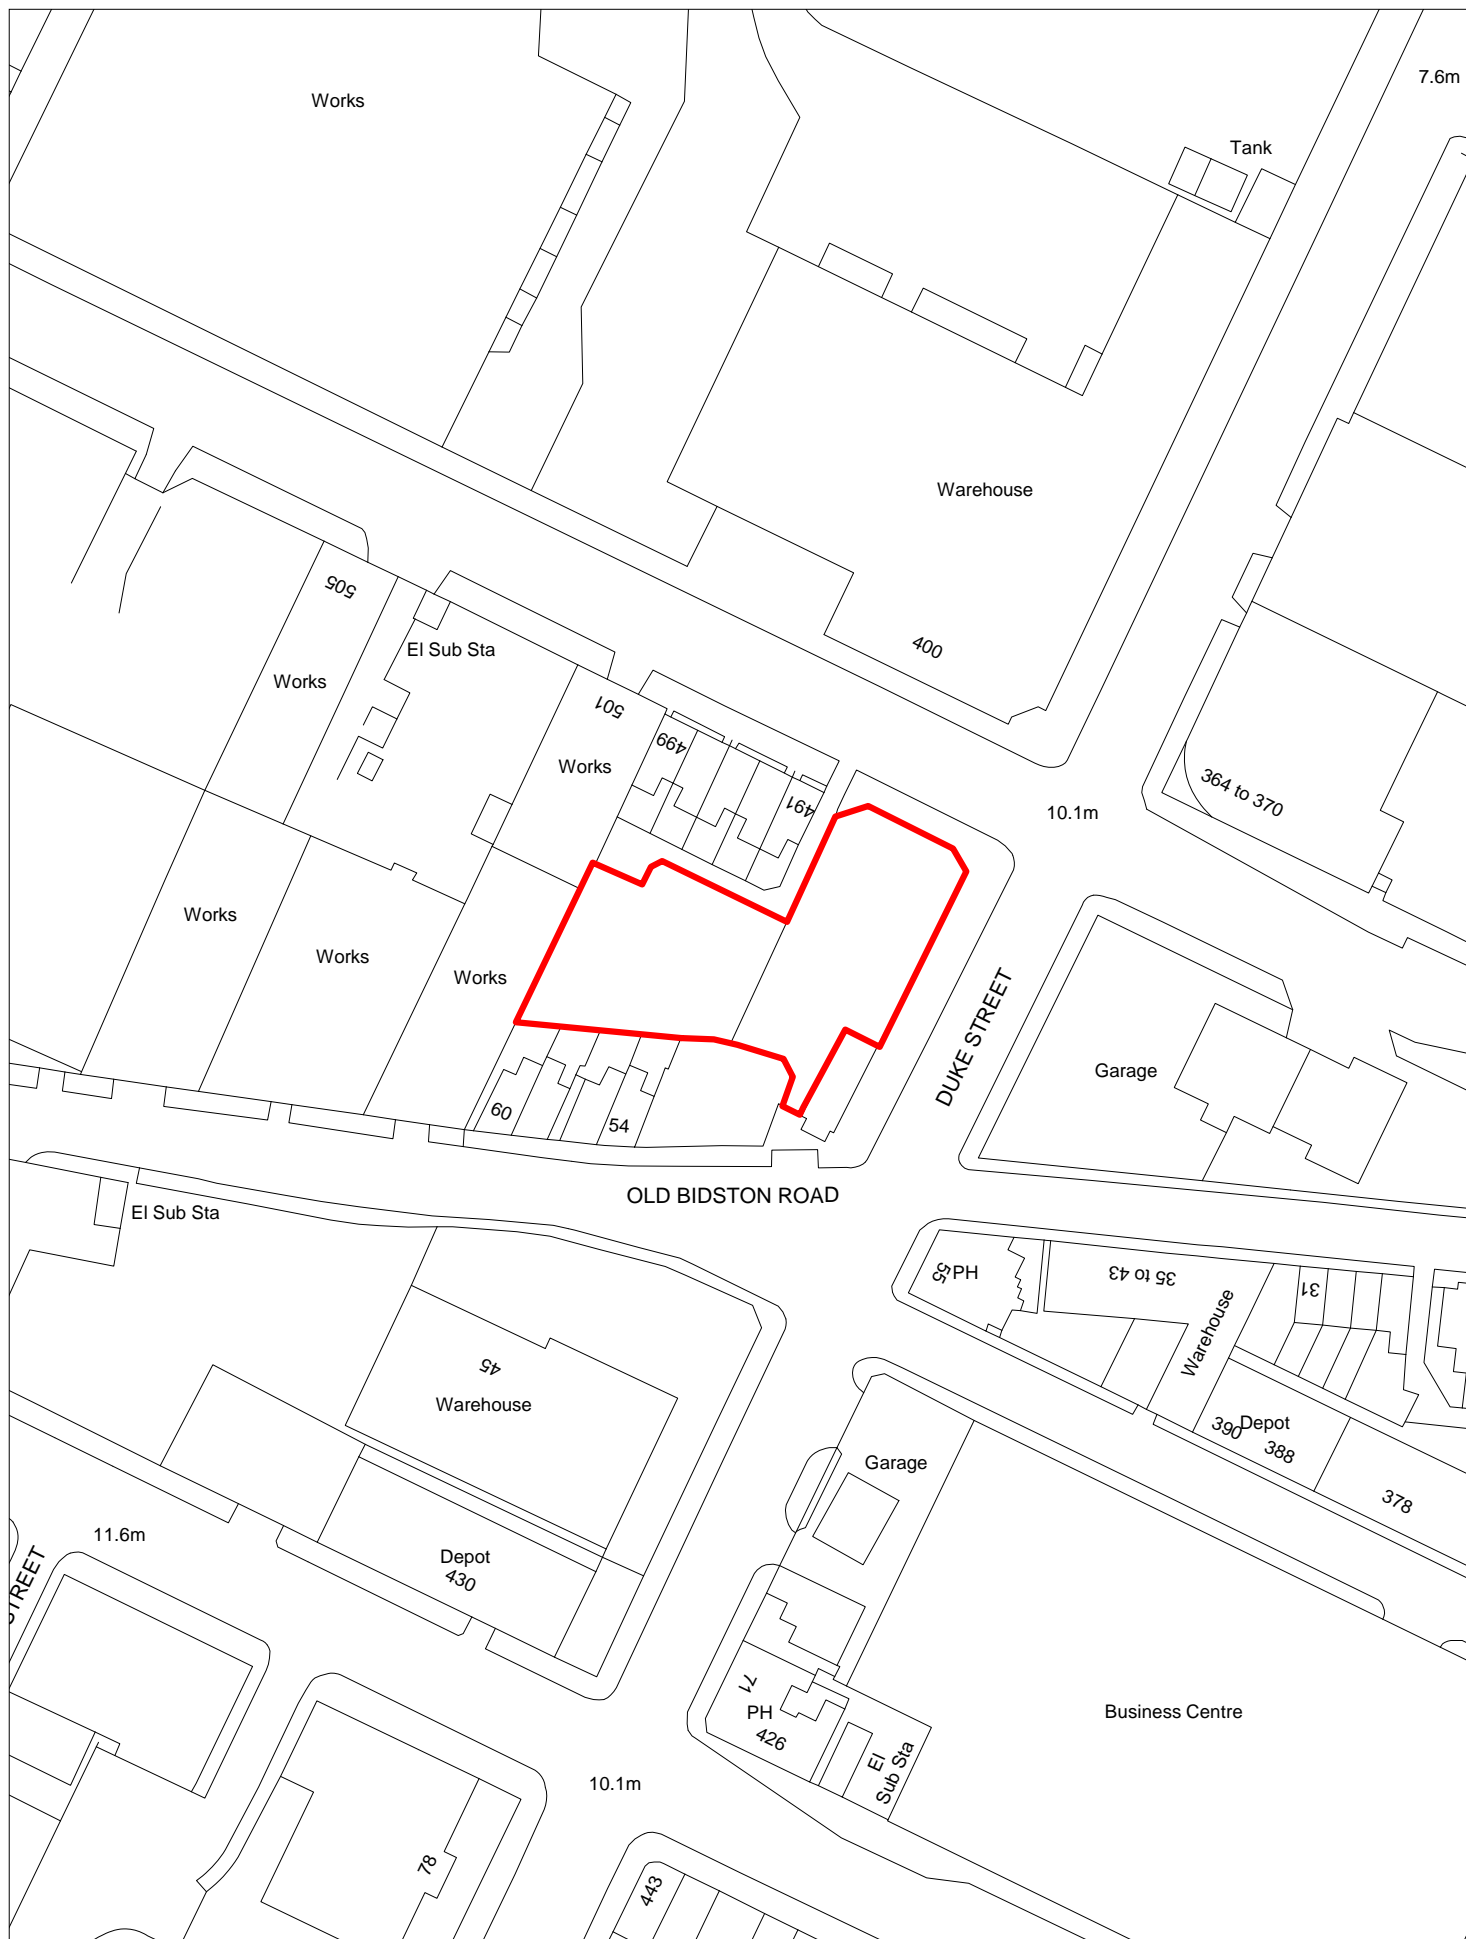 Works
7.6m
Tank
Warehouse
505
El Sub Sta
400
Works
501
499
Works
491
364 to 370
10.1m
Works
Works
Works
DUKE STREET
Garage
60
54
OLD BIDSTON ROAD
El Sub Sta
55
PH
35 to 43
31
Warehouse
45
Warehouse
390
Depot
388
Garage
378
11.6m
STREET
Depot
430
71
PH
426
El
Sub Sta
Business Centre
10.1m
78
443